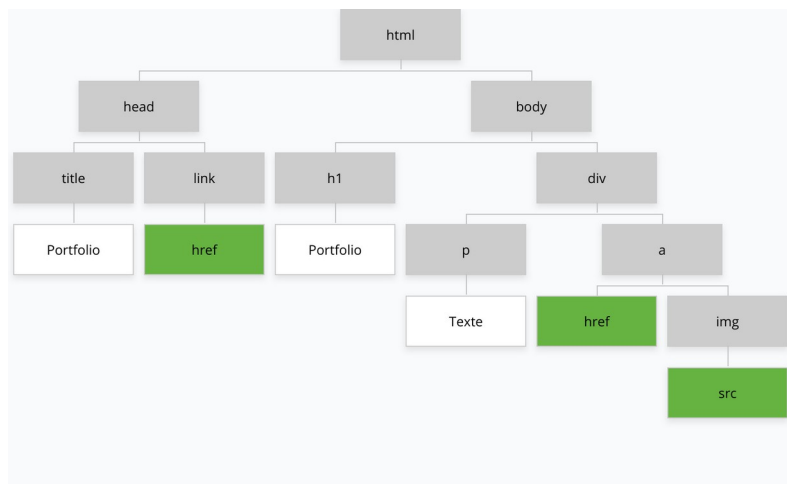 html
head
body
title
link
h1
div
Portfolio
href
Portfolio
p
a
Texte
href
img
src